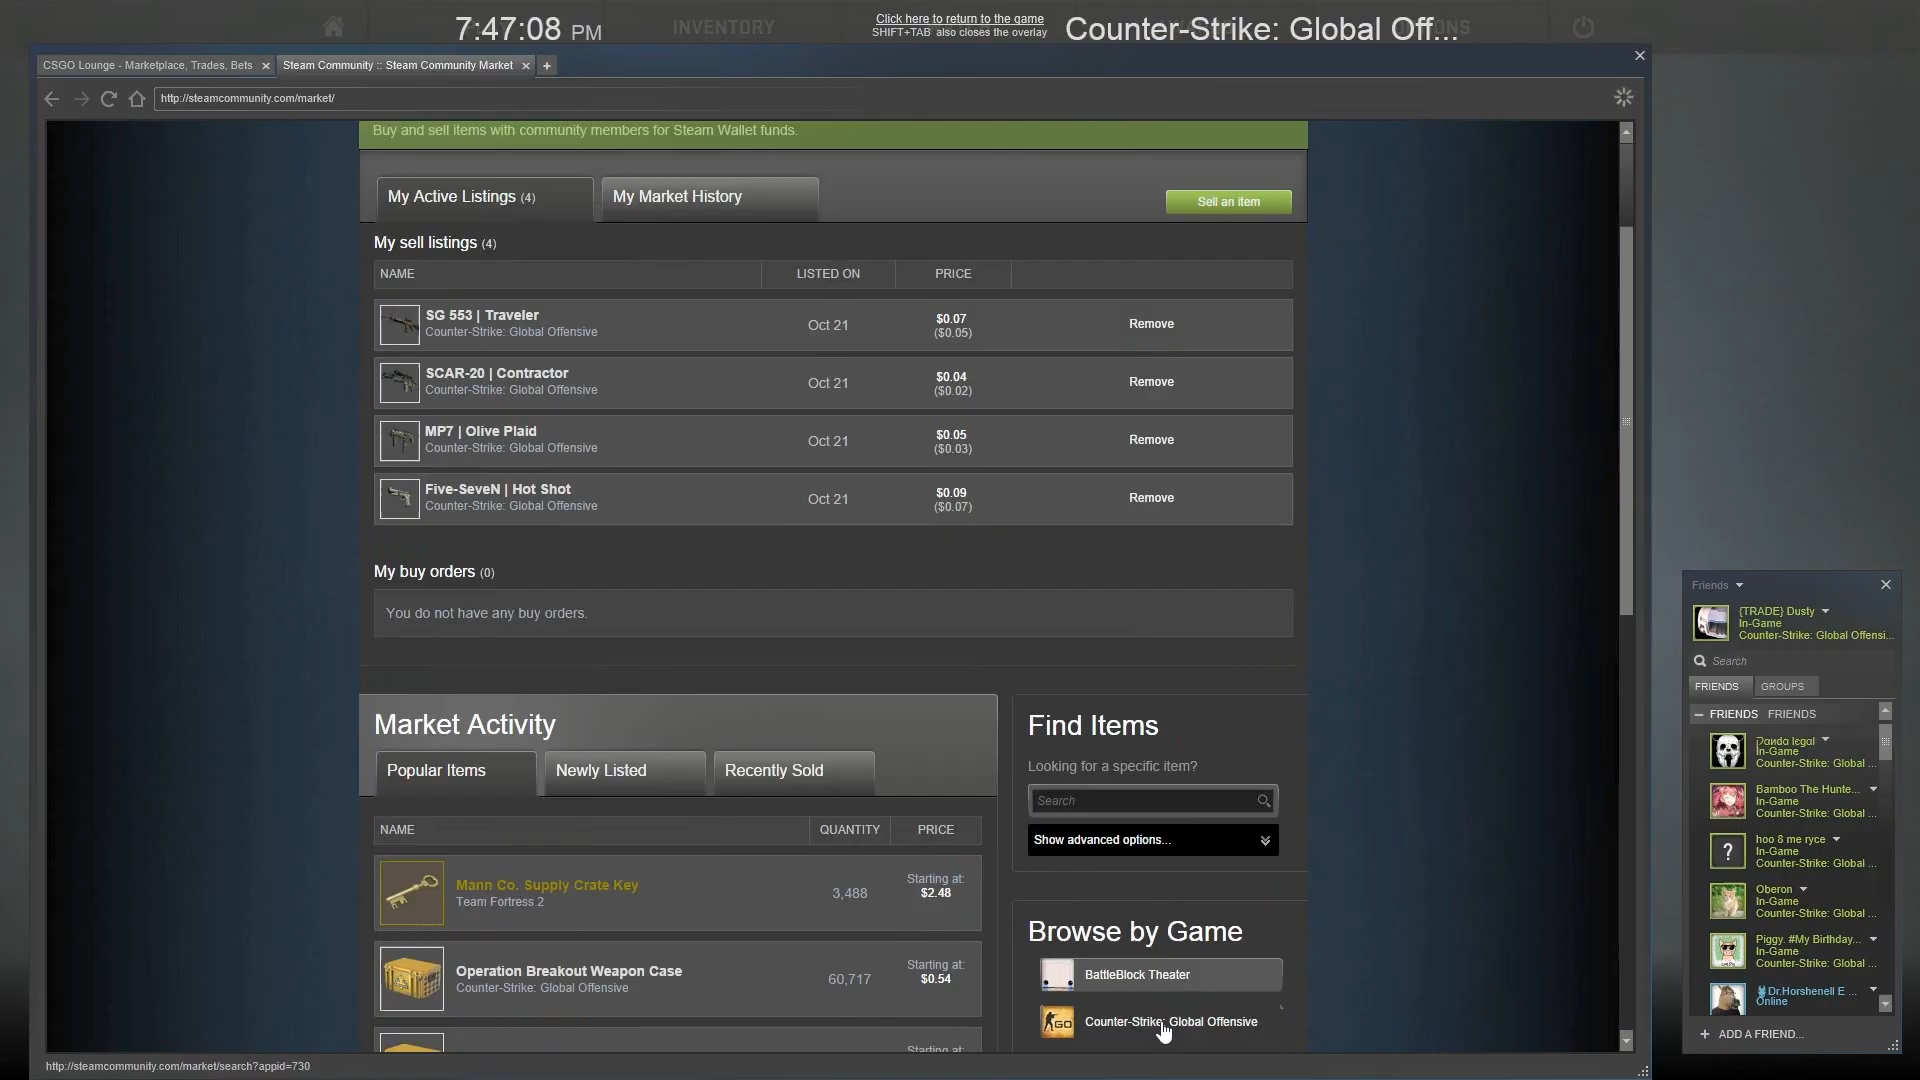 7:47:08 PM
INVENTORY
Click here to return to the game
SHIFT+TAB also closes the overlay
Counter-Strike: Global Off...
CSGO Lounge - Marketplace, Trades, Bets
Steam Community :: Steam Community Market
http://steamcommunity.com/market/
Buy and sell items with community members for Steam Wallet funds.
My Active Listings (4)
My Market History
Sell an item
My sell listings (4)
NAME LISTED ON PRICE
SG 553 | Traveler
Counter-Strike: Global Offensive
Oct 21
$0.07
($0.05)
Remove
SCAR-20 | Contractor
Counter-Strike: Global Offensive
Oct 21
$0.04
($0.02)
Remove
MP7 | Olive Plaid
Counter-Strike: Global Offensive
Oct 21
$0.05
($0.03)
Remove
Five-SeveN | Hot Shot
Counter-Strike: Global Offensive
Oct 21
$0.09
($0.07)
Remove
My buy orders (0)
You do not have any buy orders.
Market Activity
Popular Items
Newly Listed
Recently Sold
NAME QUANTITY PRICE
Mann Co. Supply Crate Key
Team Fortress 2
3,488
Starting at:
$2.48
Operation Breakout Weapon Case
Counter-Strike: Global Offensive
60,717
Starting at:
$0.54
Starting at:
Find Items
Looking for a specific item?
Search
Show advanced options...
Browse by Game
BattleBlock Theater
GO
Counter-Strike: Global Offensive
http://steamcommunity.com/market/search?appid=730
Friends
{TRADE} Dusty
In-Game
Counter-Strike: Global Offensi...
Search
FRIENDS
GROUPS
FRIENDS FRIENDS
legal
In-Game
Counter-Strike: Global ...
Bamboo The Hunte...
In-Game
Counter-Strike: Global ...
?
hoo 8 me ryce
In-Game
Counter-Strike: Global ...
Oberon
In-Game
Counter-Strike: Global ...
Piggy. #My Birthday...
In-Game
Counter-Strike: Global ...
Dr.Horshenell E ...
Online
+ ADD A FRIEND...